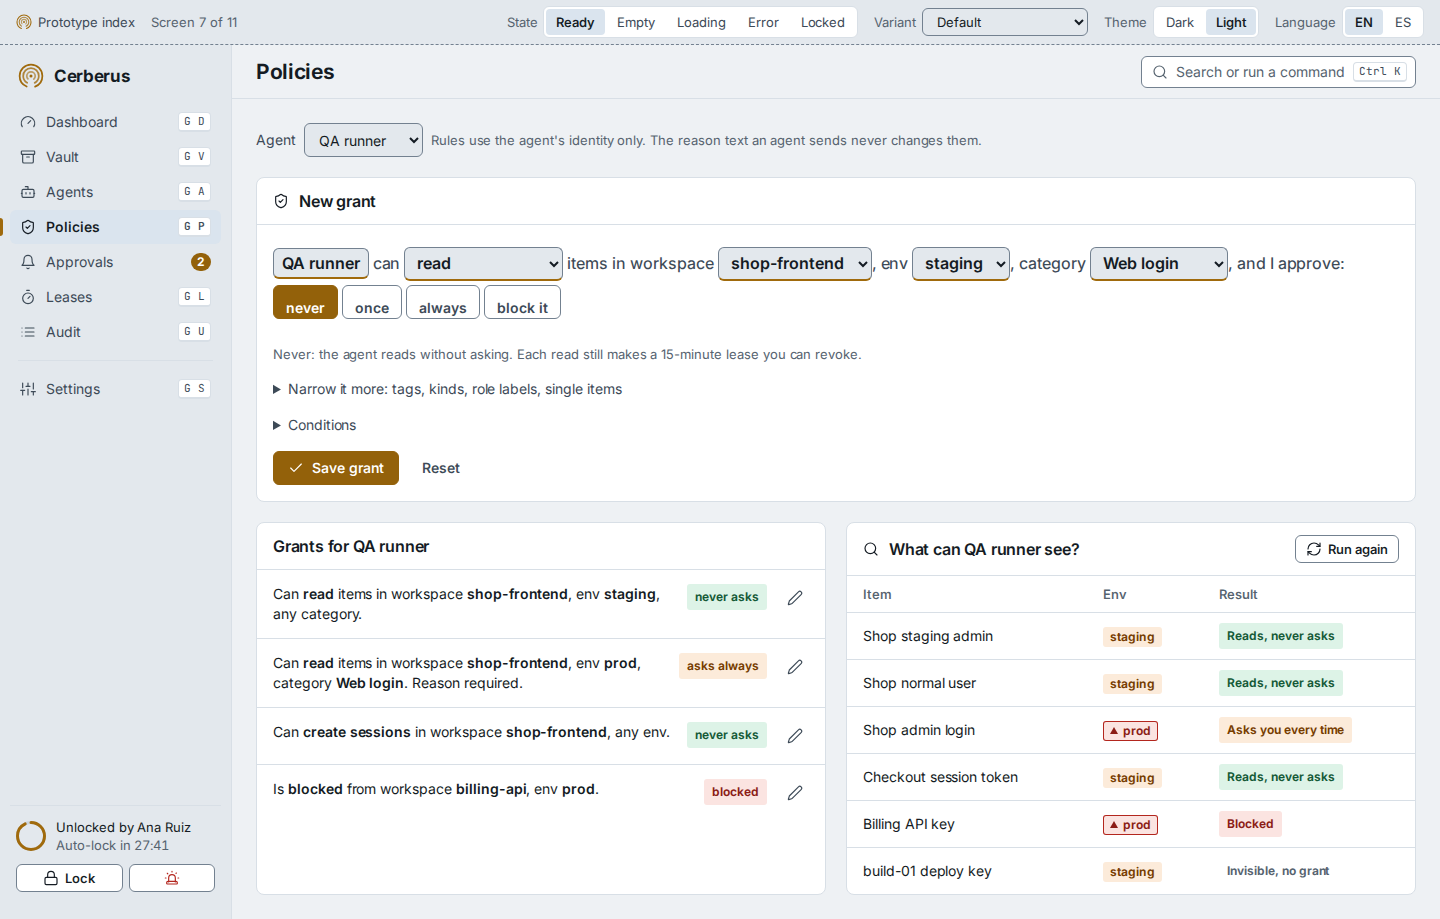 Prototype index Screen 7 of 11 State Ready Empty Loading Error Locked Variant Default Theme Dark Light Language EN ES
Cerberus
Dashboard G D
Vault G V
Agents G A
Policies G P
Approvals 2
Leases G L
Audit G U
Settings G S
Unlocked by Ana Ruiz
Auto-lock in 27:41
Lock
Policies Search or run a command Ctrl K
Agent QA runner Rules use the agent's identity only. The reason text an agent sends never changes them.
New grant
QA runner can read items in workspace shop-frontend, env staging, category Web login, and I approve:
never once always block it
Never: the agent reads without asking. Each read still makes a 15-minute lease you can revoke.
Narrow it more: tags, kinds, role labels, single items
Conditions
Save grant Reset
Grants for QA runner
Can read items in workspace shop-frontend, env staging, never asks
any category.
Can read items in workspace shop-frontend, env prod, asks always
category Web login. Reason required.
Can create sessions in workspace shop-frontend, any env. never asks
Is blocked from workspace billing-api, env prod. blocked
What can QA runner see? Run again
Item Env Result
Shop staging admin staging Reads, never asks
Shop normal user staging Reads, never asks
Shop admin login prod Asks you every time
Checkout session token staging Reads, never asks
Billing API key prod Blocked
build-01 deploy key staging Invisible, no grant